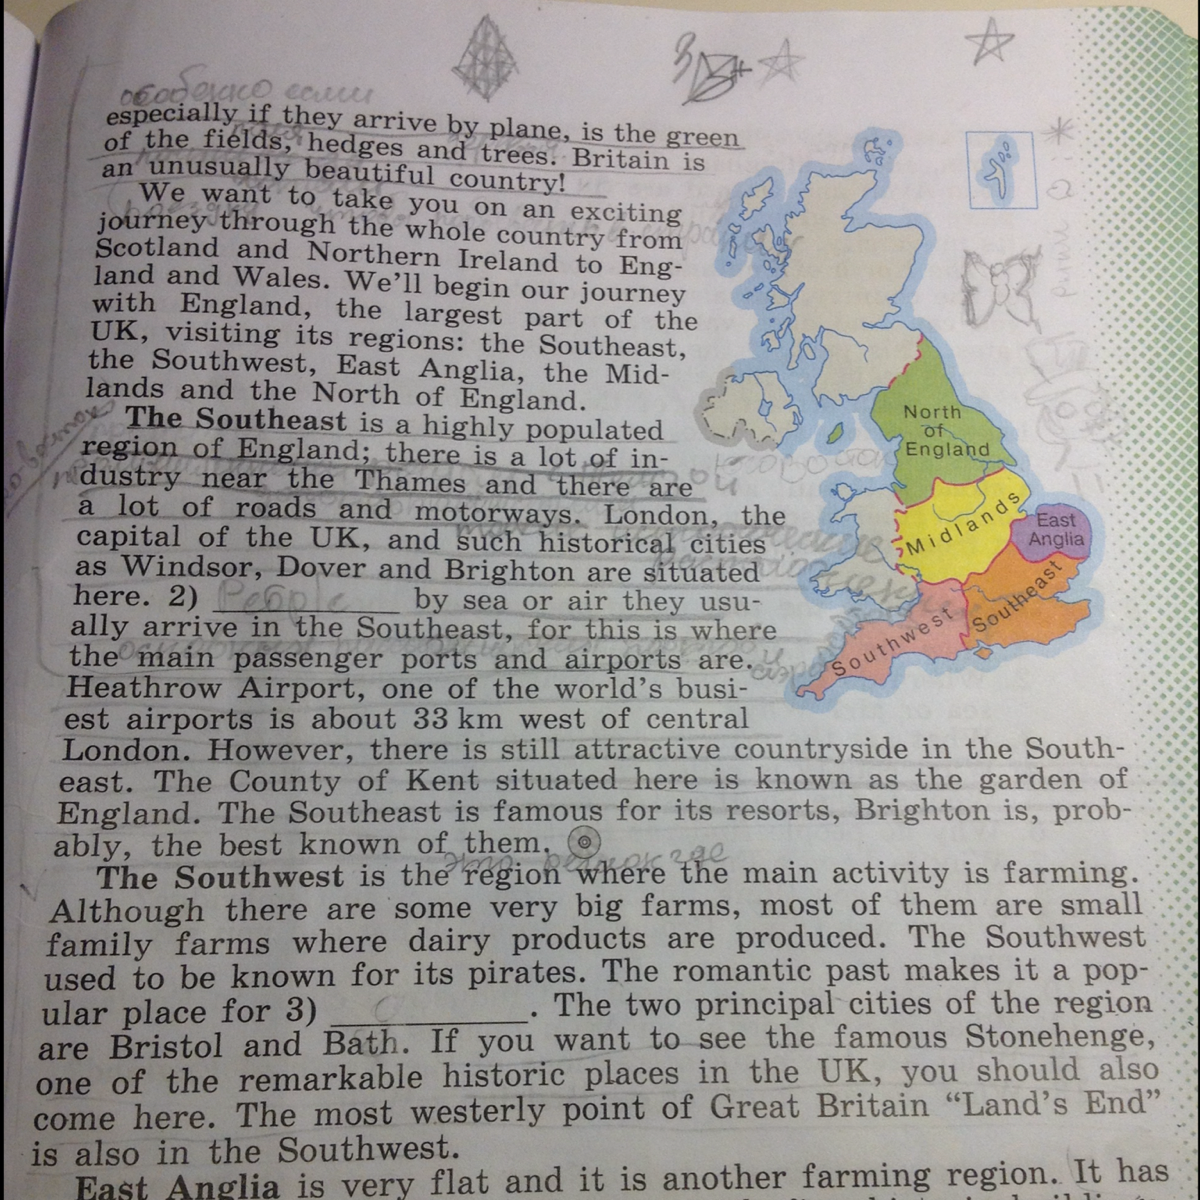 особенно если
especially if they arrive by plane, is the green
of the fields, hedges and trees. Britain is
an unusually beautiful country!
We want to take you on an exciting
journey through the whole country from
Scotland and Northern Ireland to Eng-
land and Wales. We'll begin our journey
with England, the largest part of the
UK, visiting its regions: the Southeast,
the Southwest, East Anglia, the Mid-
lands and the North of England.
The Southeast is a highly populated
region of England; there is a lot of in-
dustry near the Thames and there are
a lot of roads and motorways. London, the
capital of the UK, and such historical cities
as Windsor, Dover and Brighton are situated
here. 2) People by sea or air they usu-
ally arrive in the Southeast, for this is where
the main passenger ports and airports are.
Heathrow Airport, one of the world's busi-
est airports is about 33 km west of central
London. However, there is still attractive countryside in the South-
east. The County of Kent situated here is known as the garden of
England. The Southeast is famous for its resorts, Brighton is, prob-
ably, the best known of them.
это регион где
The Southwest is the region where the main activity is farming.
Although there are some very big farms, most of them are small
family farms where dairy products are produced. The Southwest
used to be known for its pirates. The romantic past makes it a pop-
ular place for 3) ___________. The two principal cities of the region
are Bristol and Bath. If you want to see the famous Stonehenge,
one of the remarkable historic places in the UK, you should also
come here. The most westerly point of Great Britain “Land's End”
is also in the Southwest.
East Anglia is very flat and it is another farming region. It has
North
of
England
Midlands
East
Anglia
Southeast
Southwest